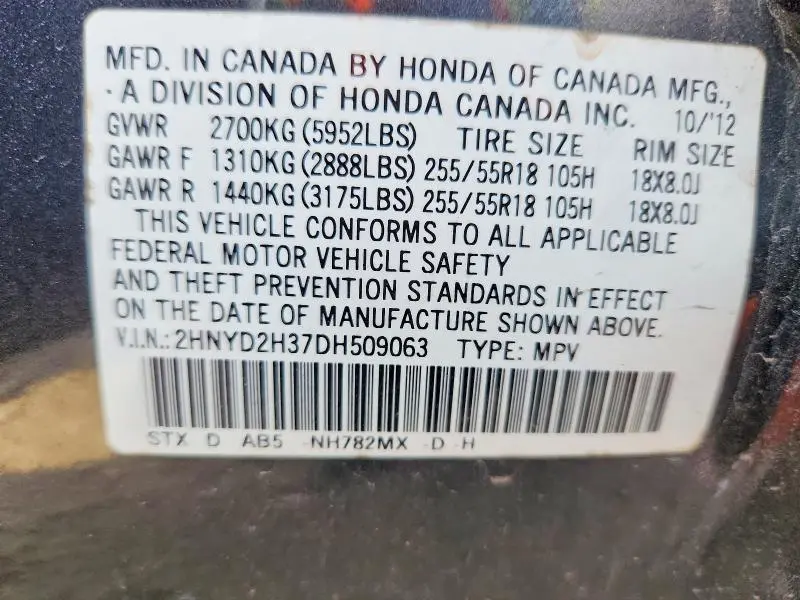 MFD. IN CANADA BY HONDA OF CANADA MFG.,
· A DIVISION OF HONDA CANADA INC. 10/'12
GVWR 2700KG (5952LBS) TIRE SIZE RIM SIZE
GAWR F 1310KG (2888LBS) 255/55R18 105H 18X8.0J
GAWR R 1440KG (3175LBS) 255/55R18 105H 18X8.0J
THIS VEHICLE CONFORMS TO ALL APPLICABLE
FEDERAL MOTOR VEHICLE SAFETY
AND THEFT PREVENTION STANDARDS IN EFFECT
ON THE DATE OF MANUFACTURE SHOWN ABOVE.
V.I.N.: 2HNYD2H37DH509063 TYPE: MPV
STX D AB5 -NH782MX -D -H